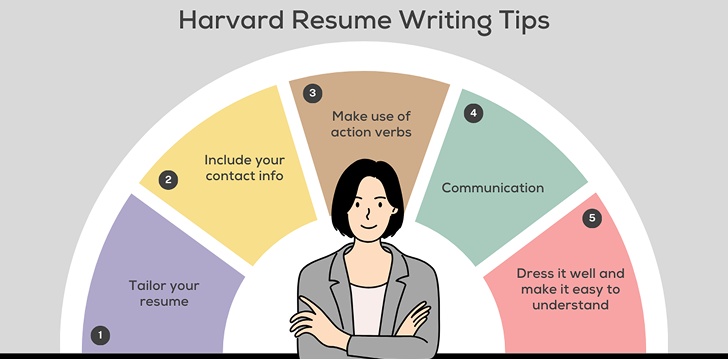 Harvard Resume Writing Tips
1
Tailor your
resume
2
Include your
contact info
3
Make use of
action verbs
4
Communication
5
Dress it well and
make it easy to
understand